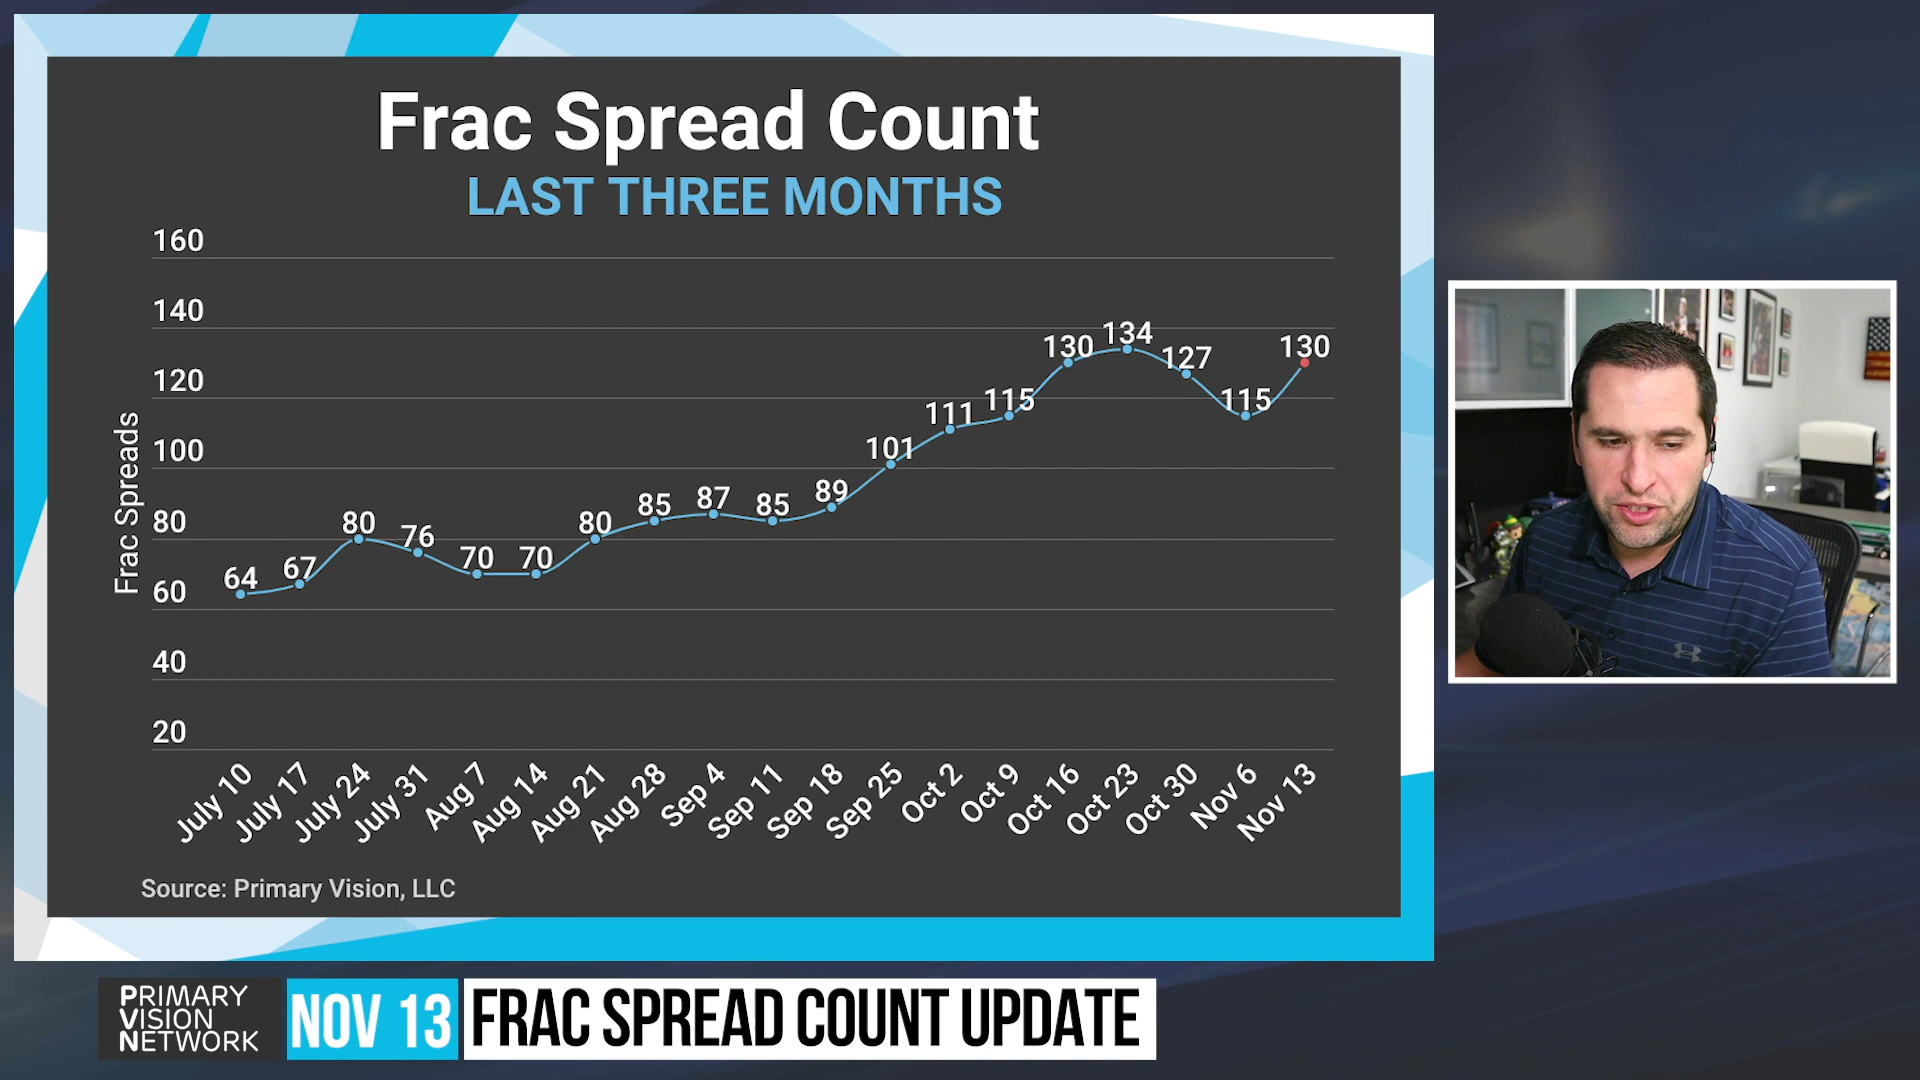 Frac Spread Count
LAST THREE MONTHS
160
140
120
100
80
60
40
20
Frac Spreads
64
67
80
76
70
70
80
85
87
85
89
101
111
115
130
134
127
115
130
July 10
July 17
July 24
July 31
Aug 7
Aug 14
Aug 21
Aug 28
Sep 4
Sep 11
Sep 18
Sep 25
Oct 2
Oct 9
Oct 16
Oct 23
Oct 30
Nov 6
Nov 13
Source: Primary Vision, LLC
PRIMARY
VISION
NETWORK
NOV 13
FRAC SPREAD COUNT UPDATE